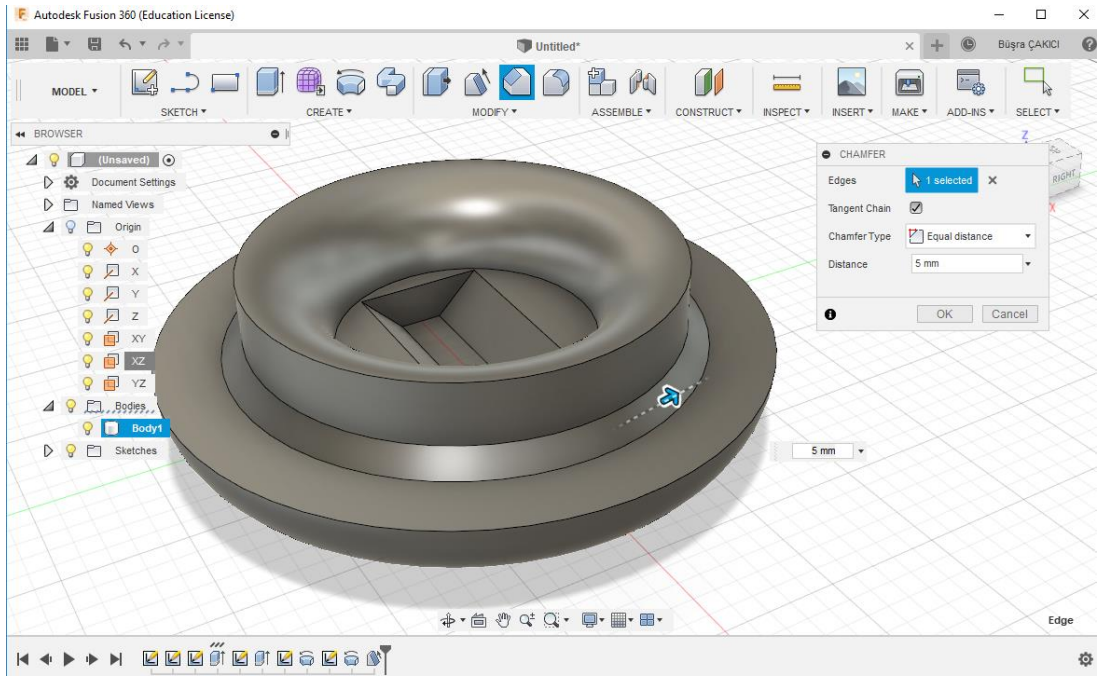 Autodesk Fusion 360 (Education License)
Untitled*
Büşra ÇAKICI
MODEL
SKETCH
CREATE
MODIFY
ASSEMBLE
CONSTRUCT
INSPECT
INSERT
MAKE
ADD-INS
SELECT
BROWSER
(Unsaved)
Document Settings
Named Views
Origin
O
X
Y
Z
XY
XZ
YZ
Bodies
Body1
Sketches
Z
RIGHT
X
CHAMFER
Edges 1 selected
Tangent Chain
Chamfer Type Equal distance
Distance 5 mm
OK Cancel
5 mm
Edge